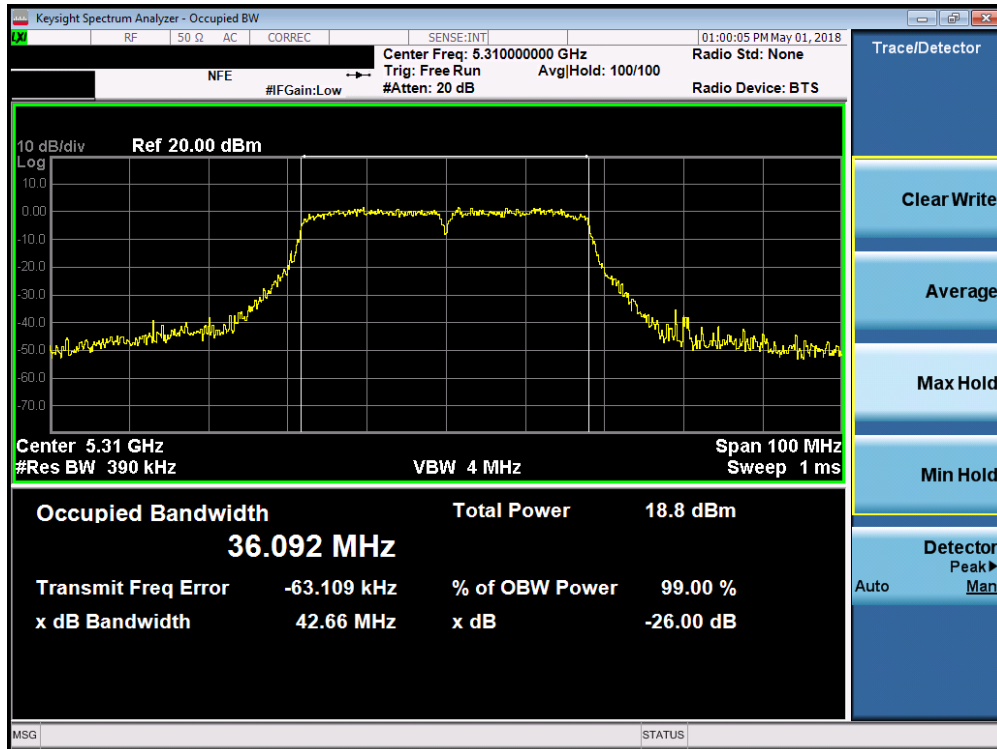 Keysight Spectrum Analyzer - Occupied BW
LXI RF 50 Ω AC CORREC SENSE:INT 01:00:05 PM May 01, 2018
Center Freq: 5.310000000 GHz Radio Std: None
NFE Trig: Free Run Avg|Hold: 100/100
#IFGain:Low #Atten: 20 dB Radio Device: BTS
10 dB/div Ref 20.00 dBm
Log
10.0
0.00
-10.0
-20.0
-30.0
-40.0
-50.0
-60.0
-70.0
Center 5.31 GHz Span 100 MHz
#Res BW 390 kHz VBW 4 MHz Sweep 1 ms
Occupied Bandwidth Total Power 18.8 dBm
36.092 MHz
Transmit Freq Error -63.109 kHz % of OBW Power 99.00 %
x dB Bandwidth 42.66 MHz x dB -26.00 dB
MSG STATUS
Trace/Detector
Clear Write
Average
Max Hold
Min Hold
Detector
Peak▶
Auto Man